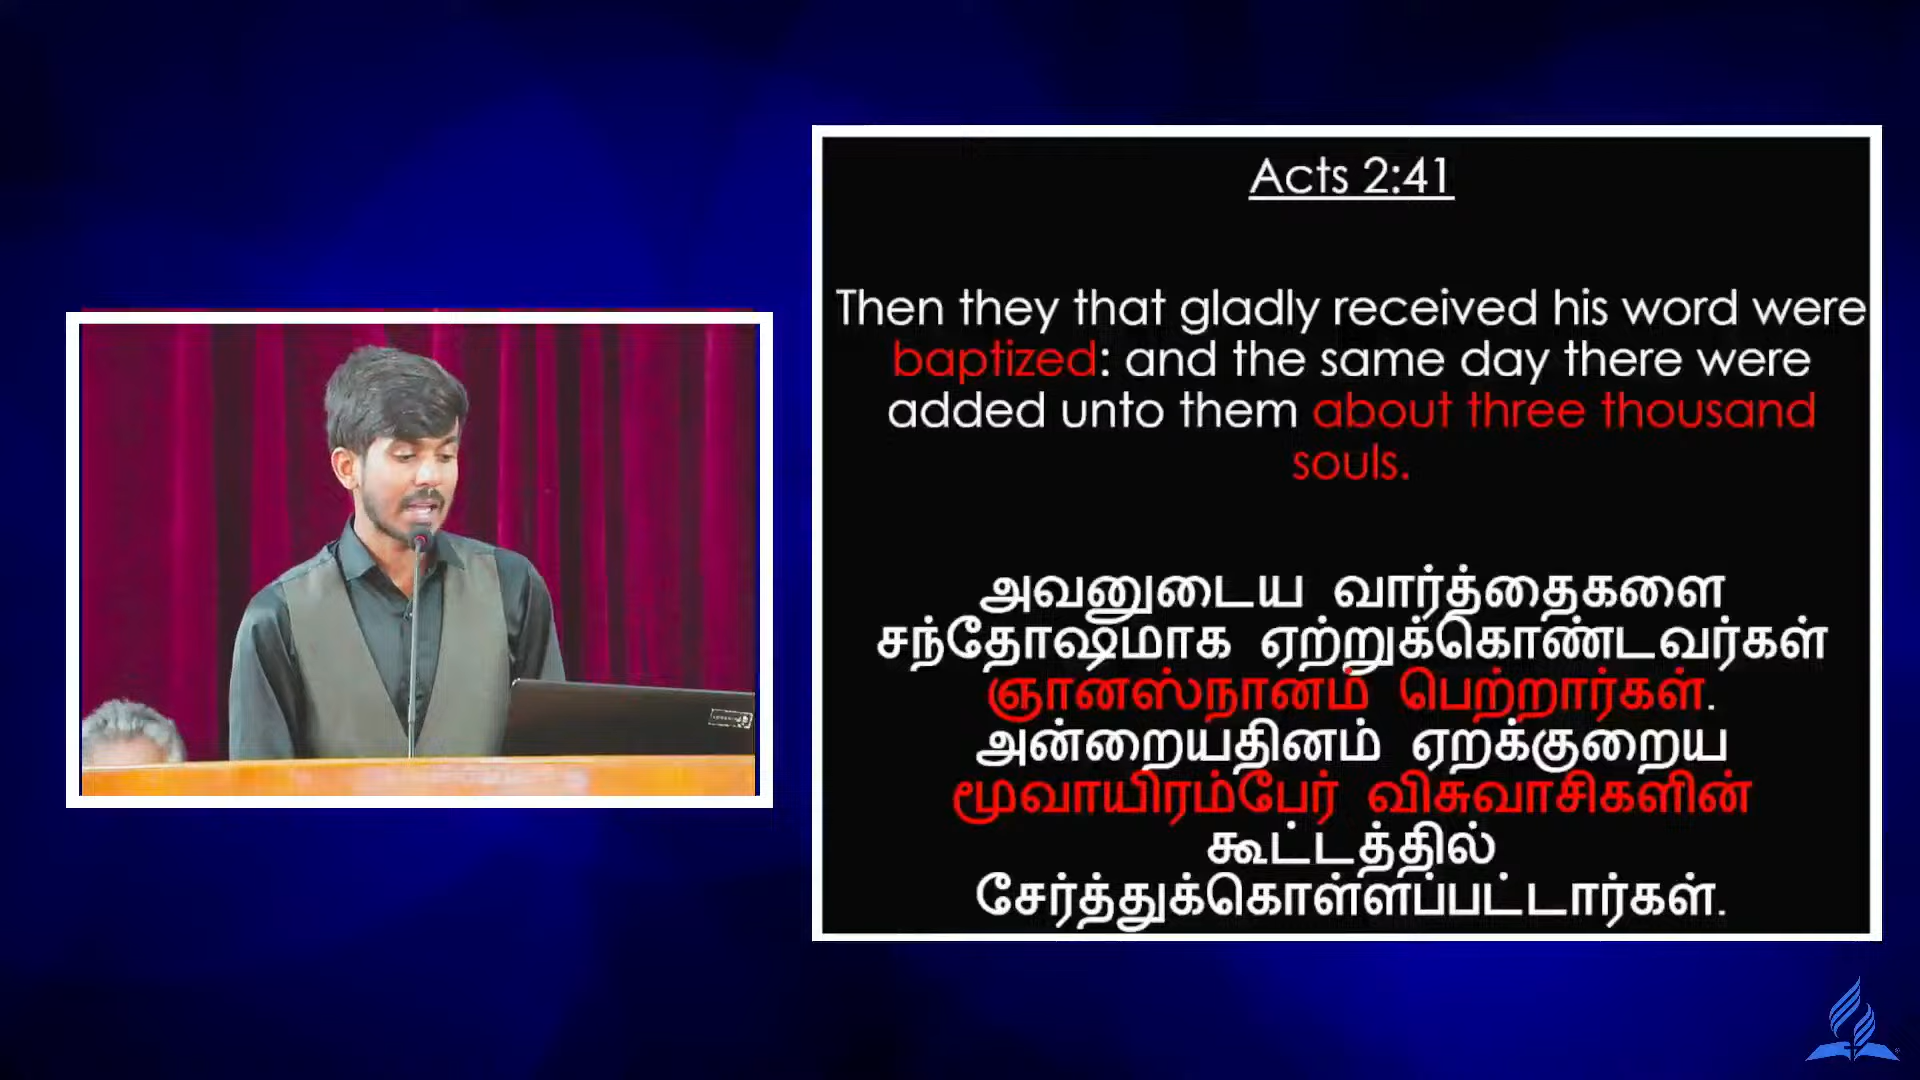 Acts 2:41
Then they that gladly received his word were
baptized: and the same day there were
added unto them about three thousand
souls.
அவனுடைய வார்த்தைகளை
சந்தோஷமாக ஏற்றுக்கொண்டவர்கள்
ஞானஸ்நானம் பெற்றார்கள்.
அன்றையதினம் ஏறக்குறைய
மூவாயிரம்பேர் விசுவாசிகளின்
கூட்டத்தில்
சேர்த்துக்கொள்ளப்பட்டார்கள்.